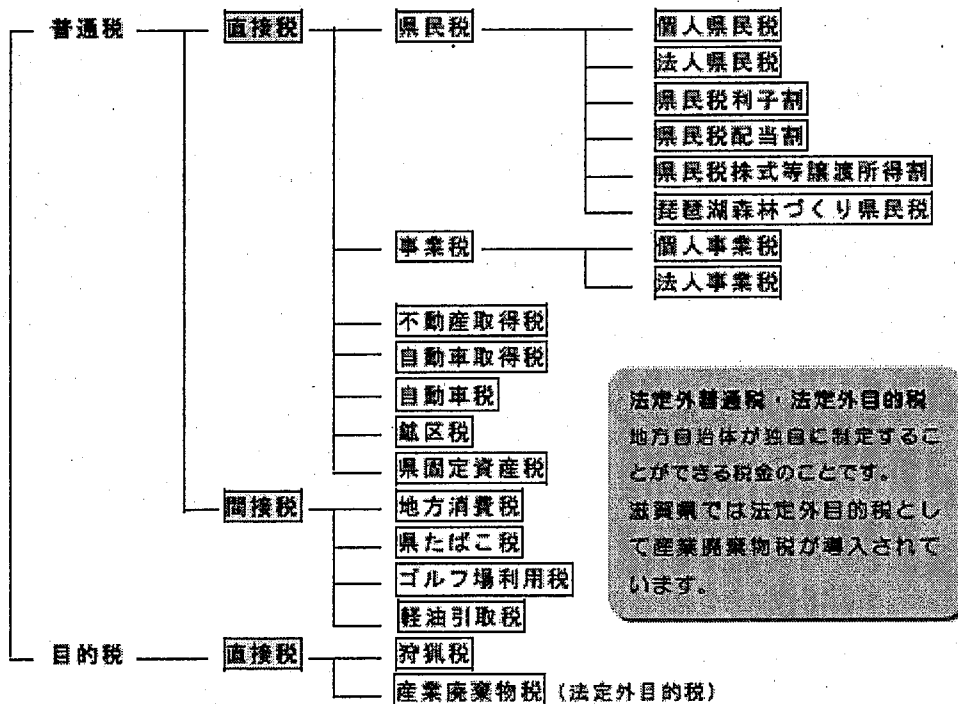 普通税 直接税 県民税 個人県民税
法人県民税
県民税利子割
県民税配当割
県民税株式等譲渡所得割
琵琶湖森林づくり県民税
事業税 個人事業税
法人事業税
不動産取得税
自動車取得税
自動車税
鉱区税
県固定資産税
間接税 地方消費税
県たばこ税
ゴルフ場利用税
軽油引取税
目的税 直接税 狩猟税
産業廃棄物税 (法定外目的税)
法定外普通税・法定外目的税
地方自治体が独自に制定するこ
とができる税金のことです。
滋賀県では法定外目的税とし
て産業廃棄物税が導入されて
います。